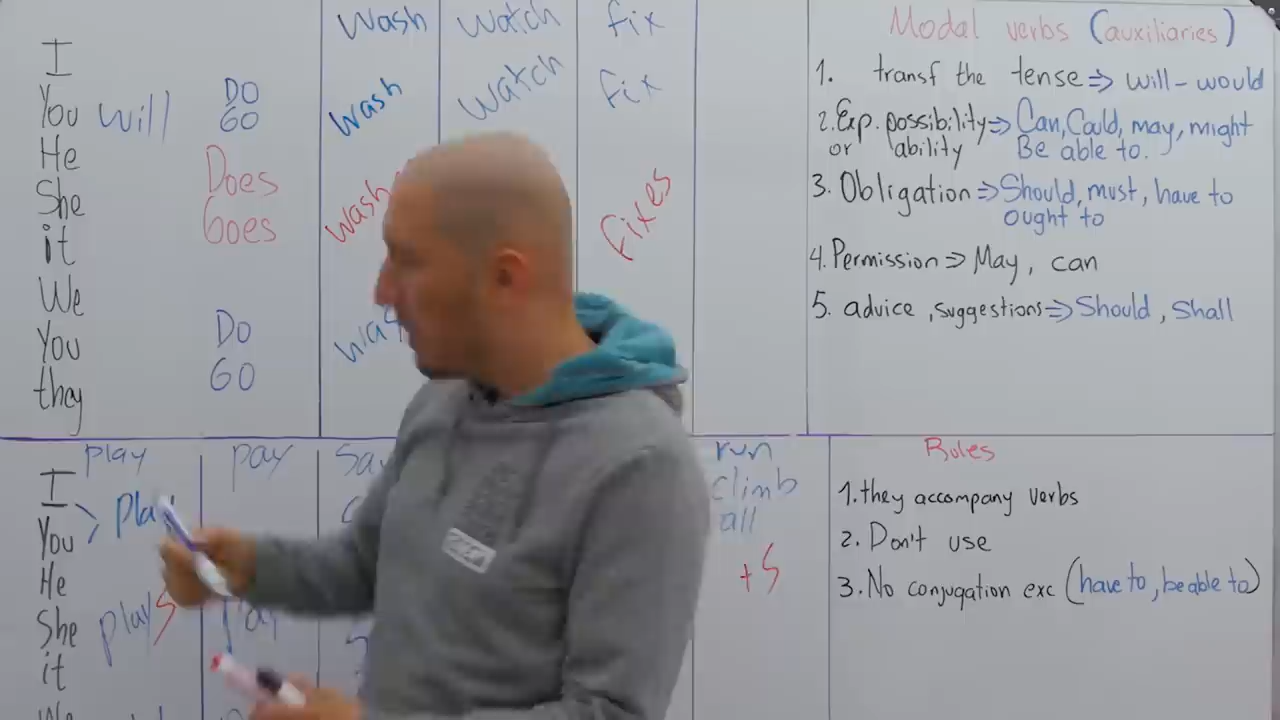 wash watch fix
I
You will DO wash watch fix
GO
He Does
She Goes wash fixes
it
We
You DO
they GO
play pay run
I climb
You all
He +S
She plays pay
it
We
Modal verbs (auxiliaries)
1. transf the tense ⇒ will - would
2. Exp. possibility ⇒ Can, Could, may, might
or ability Be able to.
3. Obligation ⇒ Should, must, have to
ought to
4. Permission ⇒ May, can
5. advice, suggestions ⇒ Should, shall
Rules
1. they accompany verbs
2. Don't use
3. No conjugation exc (have to, be able to)